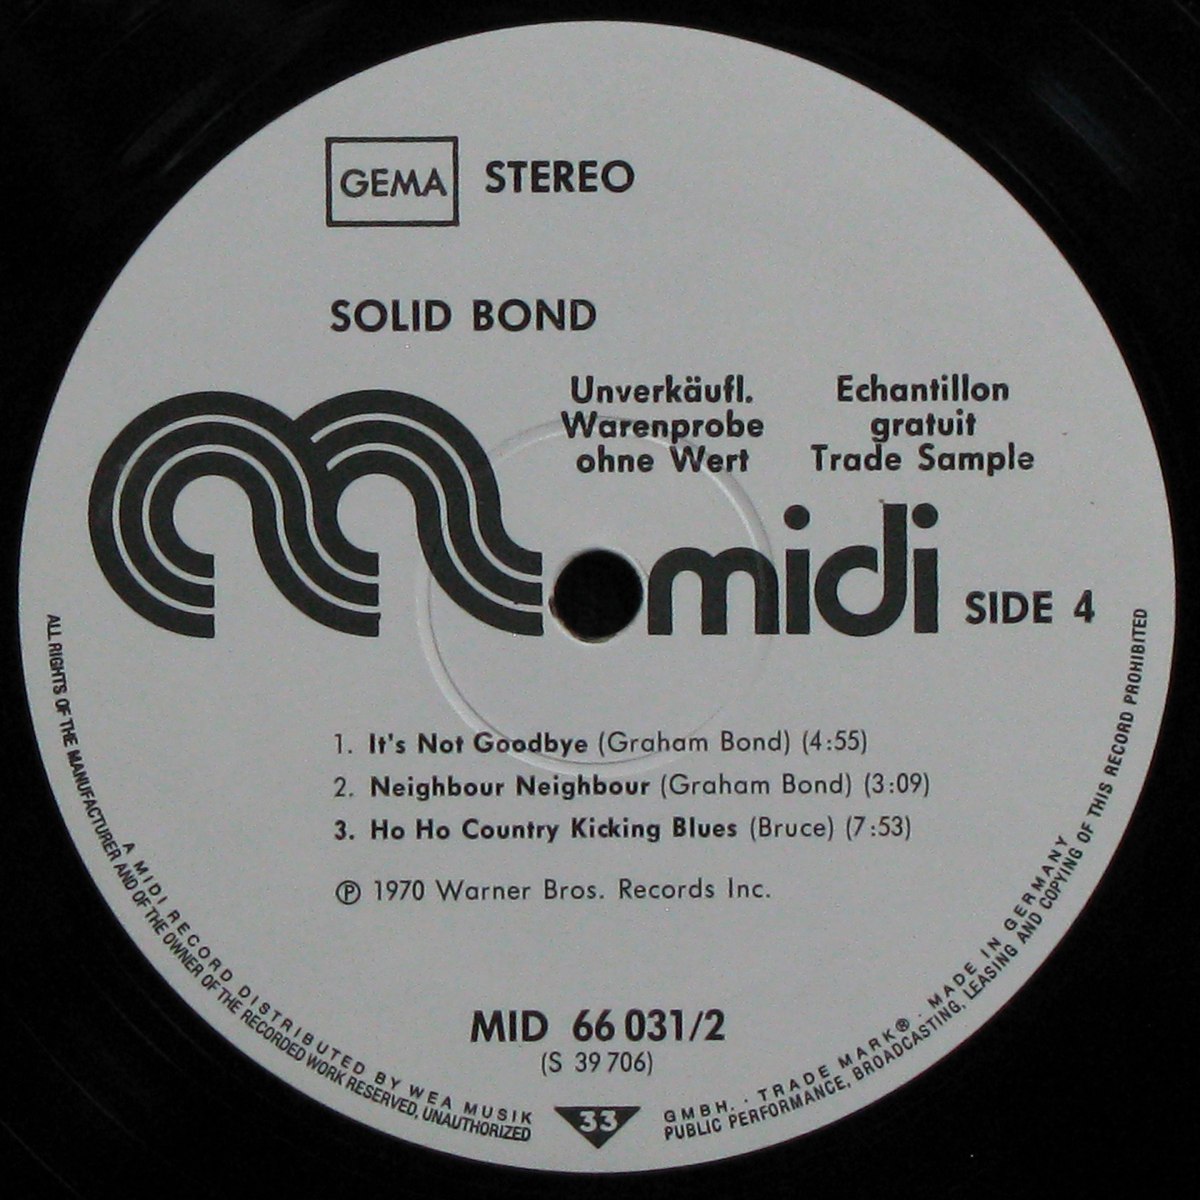 GEMA STEREO
SOLID BOND
Unverkäufl.
Warenprobe
ohne Wert
Echantillon
gratuit
Trade Sample
midi SIDE 4
1. It's Not Goodbye (Graham Bond) (4:55)
2. Neighbour Neighbour (Graham Bond) (3:09)
3. Ho Ho Country Kicking Blues (Bruce) (7:53)
℗ 1970 Warner Bros. Records Inc.
MID 66 031/2
(S 39 706)
33
A MIDI RECORD DISTRIBUTED BY WEA MUSIK GMBH. · TRADE MARK® · MADE IN GERMANY
ALL RIGHTS OF THE MANUFACTURER AND OF THE OWNER OF THE RECORDED WORK RESERVED, UNAUTHORIZED PUBLIC PERFORMANCE, BROADCASTING, LEASING AND COPYING OF THIS RECORD PROHIBITED